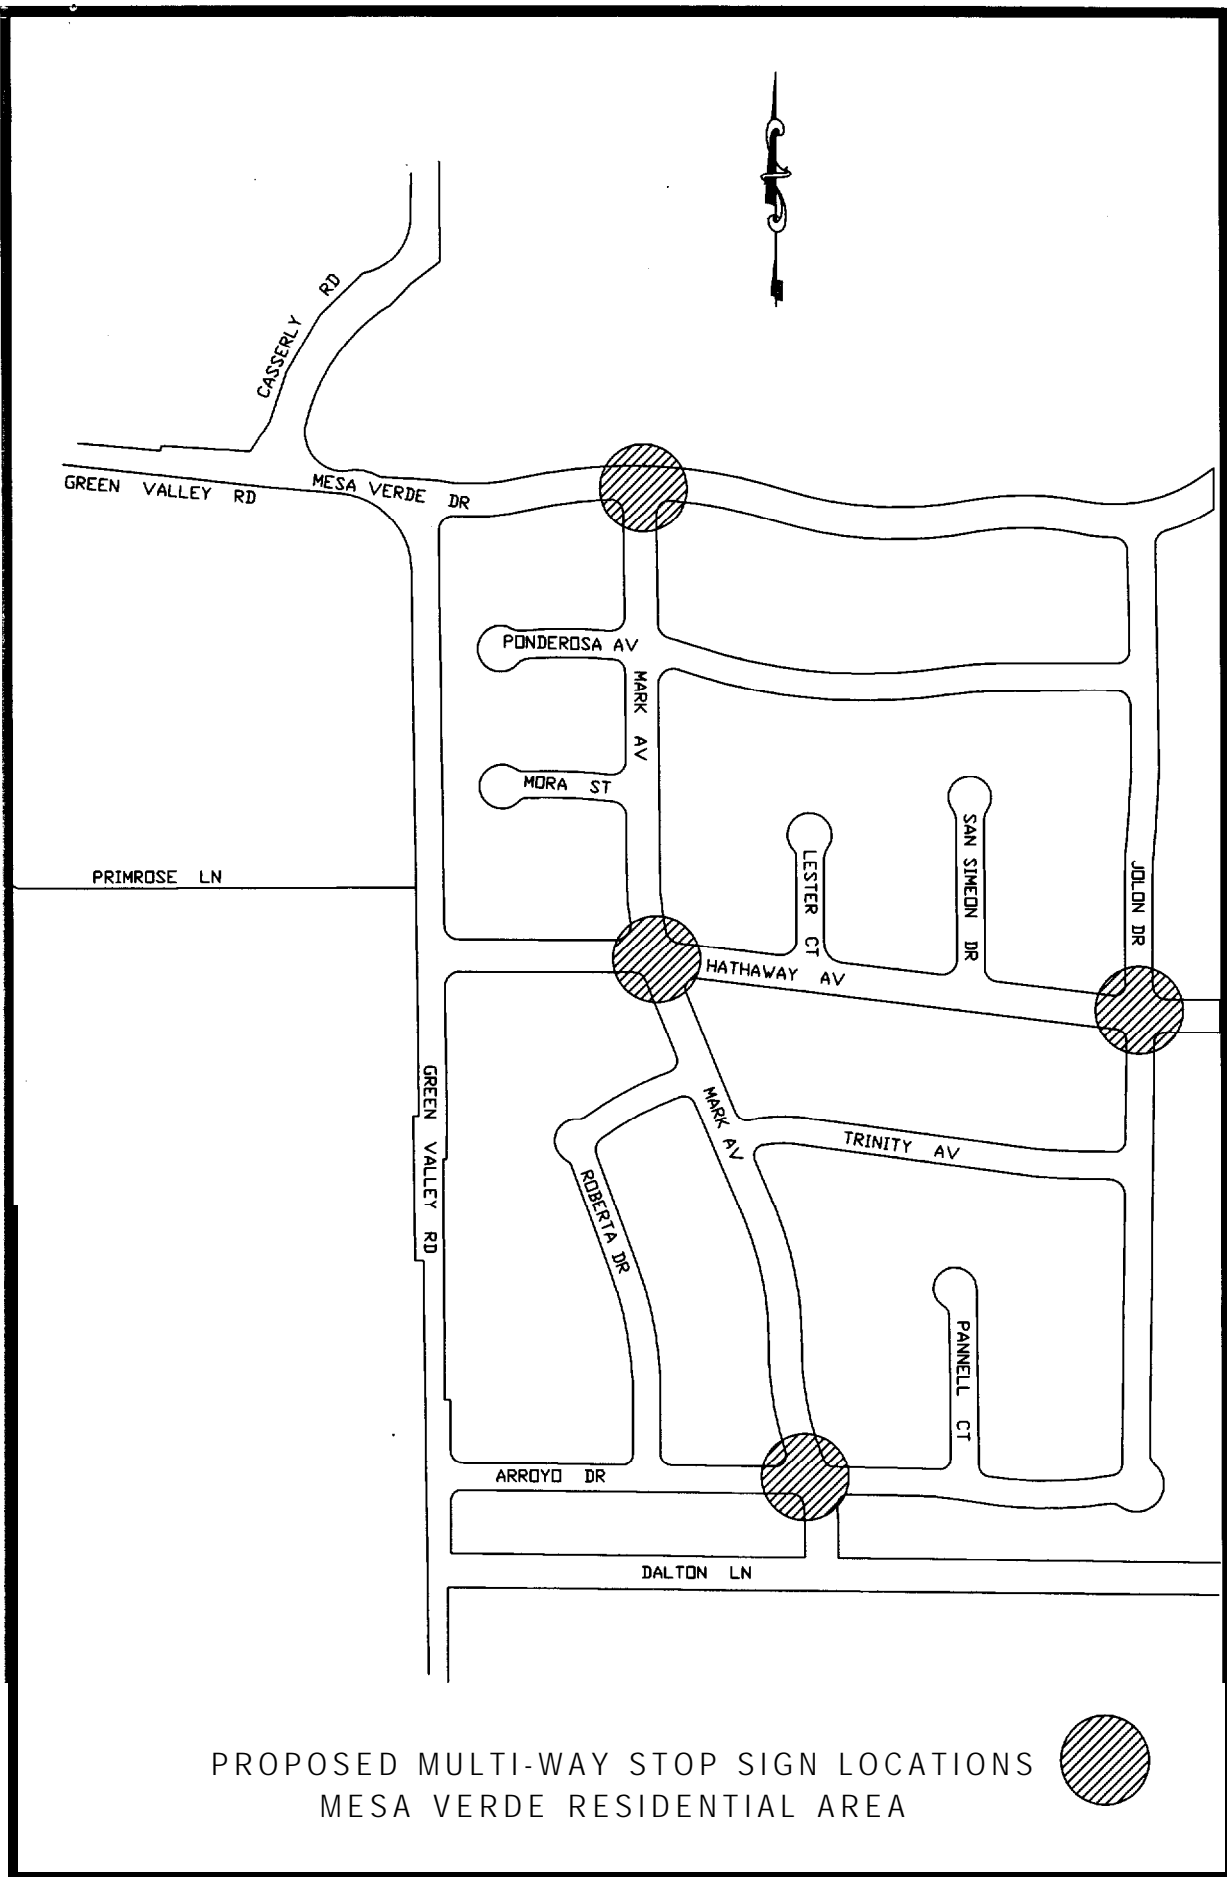 CASSERLY RD
GREEN VALLEY RD
MESA VERDE DR
PONDEROSA AV
MARK AV
MORA ST
PRIMROSE LN
LESTER CT
SAN SIMEON DR
JOLON DR
HATHAWAY AV
GREEN VALLEY RD
MARK AV
TRINITY AV
ROBERTA DR
PANNELL CT
ARROYO DR
DALTON LN
PROPOSED MULTI-WAY STOP SIGN LOCATIONS
MESA VERDE RESIDENTIAL AREA